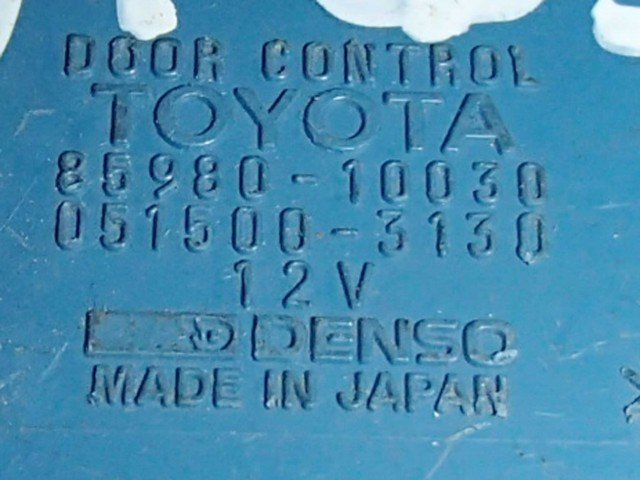 DOOR CONTROL
TOYOTA
85980-10030
051500-3130
12V
DENSO
MADE IN JAPAN